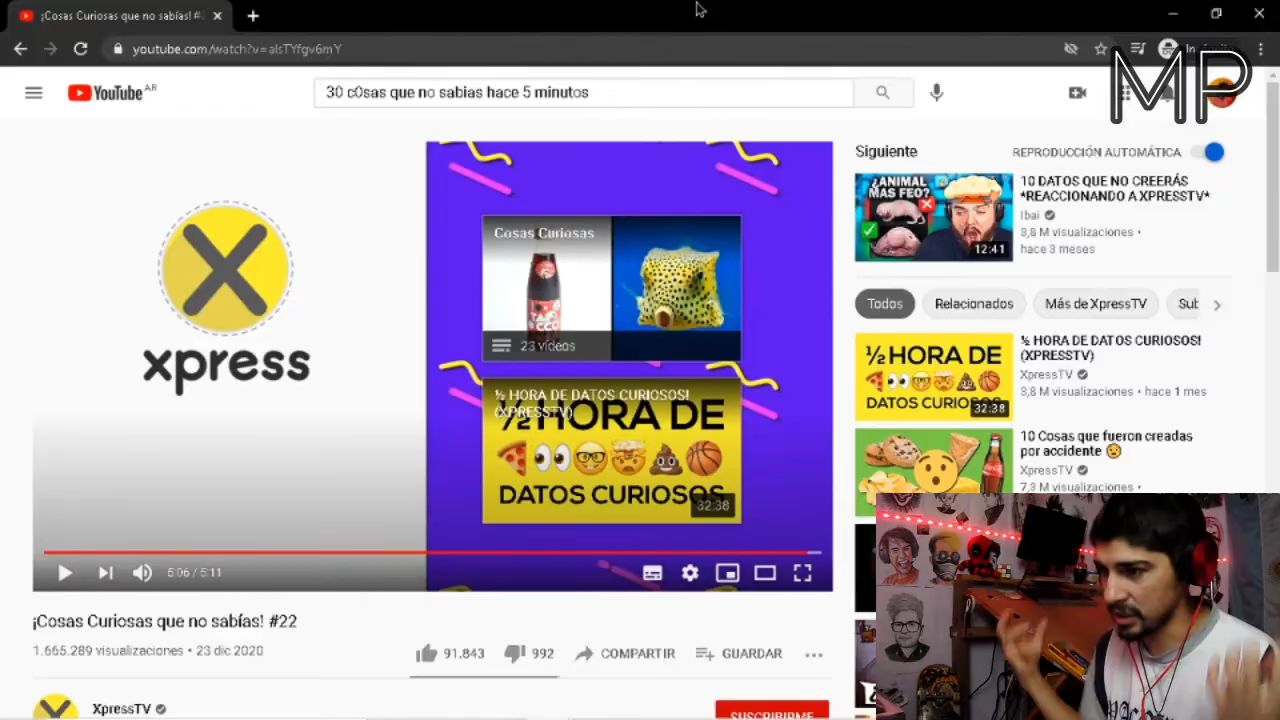 ¡Cosas Curiosas que no sabías! #2
youtube.com/watch?v=alsTYfgv6mY
MP
YouTube AR
30 c0sas que no sabias hace 5 minutos
xpress
Cosas Curiosas
23 videos
½ HORA DE DATOS CURIOSOS!
(XPRESSTV)
½ HORA DE
DATOS CURIOSOS
32:38
5:06 / 5:11
¡Cosas Curiosas que no sabías! #22
1.665.289 visualizaciones • 23 dic 2020
91.843
992
COMPARTIR
GUARDAR
XpressTV
SUSCRIBIRME
Siguiente
REPRODUCCIÓN AUTOMÁTICA
¿ANIMAL
MAS FEO?
12:41
10 DATOS QUE NO CREERÁS
*REACCIONANDO A XPRESSTV*
Ibai
3,8 M visualizaciones •
hace 3 meses
Todos
Relacionados
Más de XpressTV
Sub
½ HORA DE
DATOS CURIOSOS
32:38
½ HORA DE DATOS CURIOSOS!
(XPRESSTV)
XpressTV
3,8 M visualizaciones • hace 1 mes
10 Cosas que fueron creadas
por accidente
XpressTV
7,3 M visualizaciones •